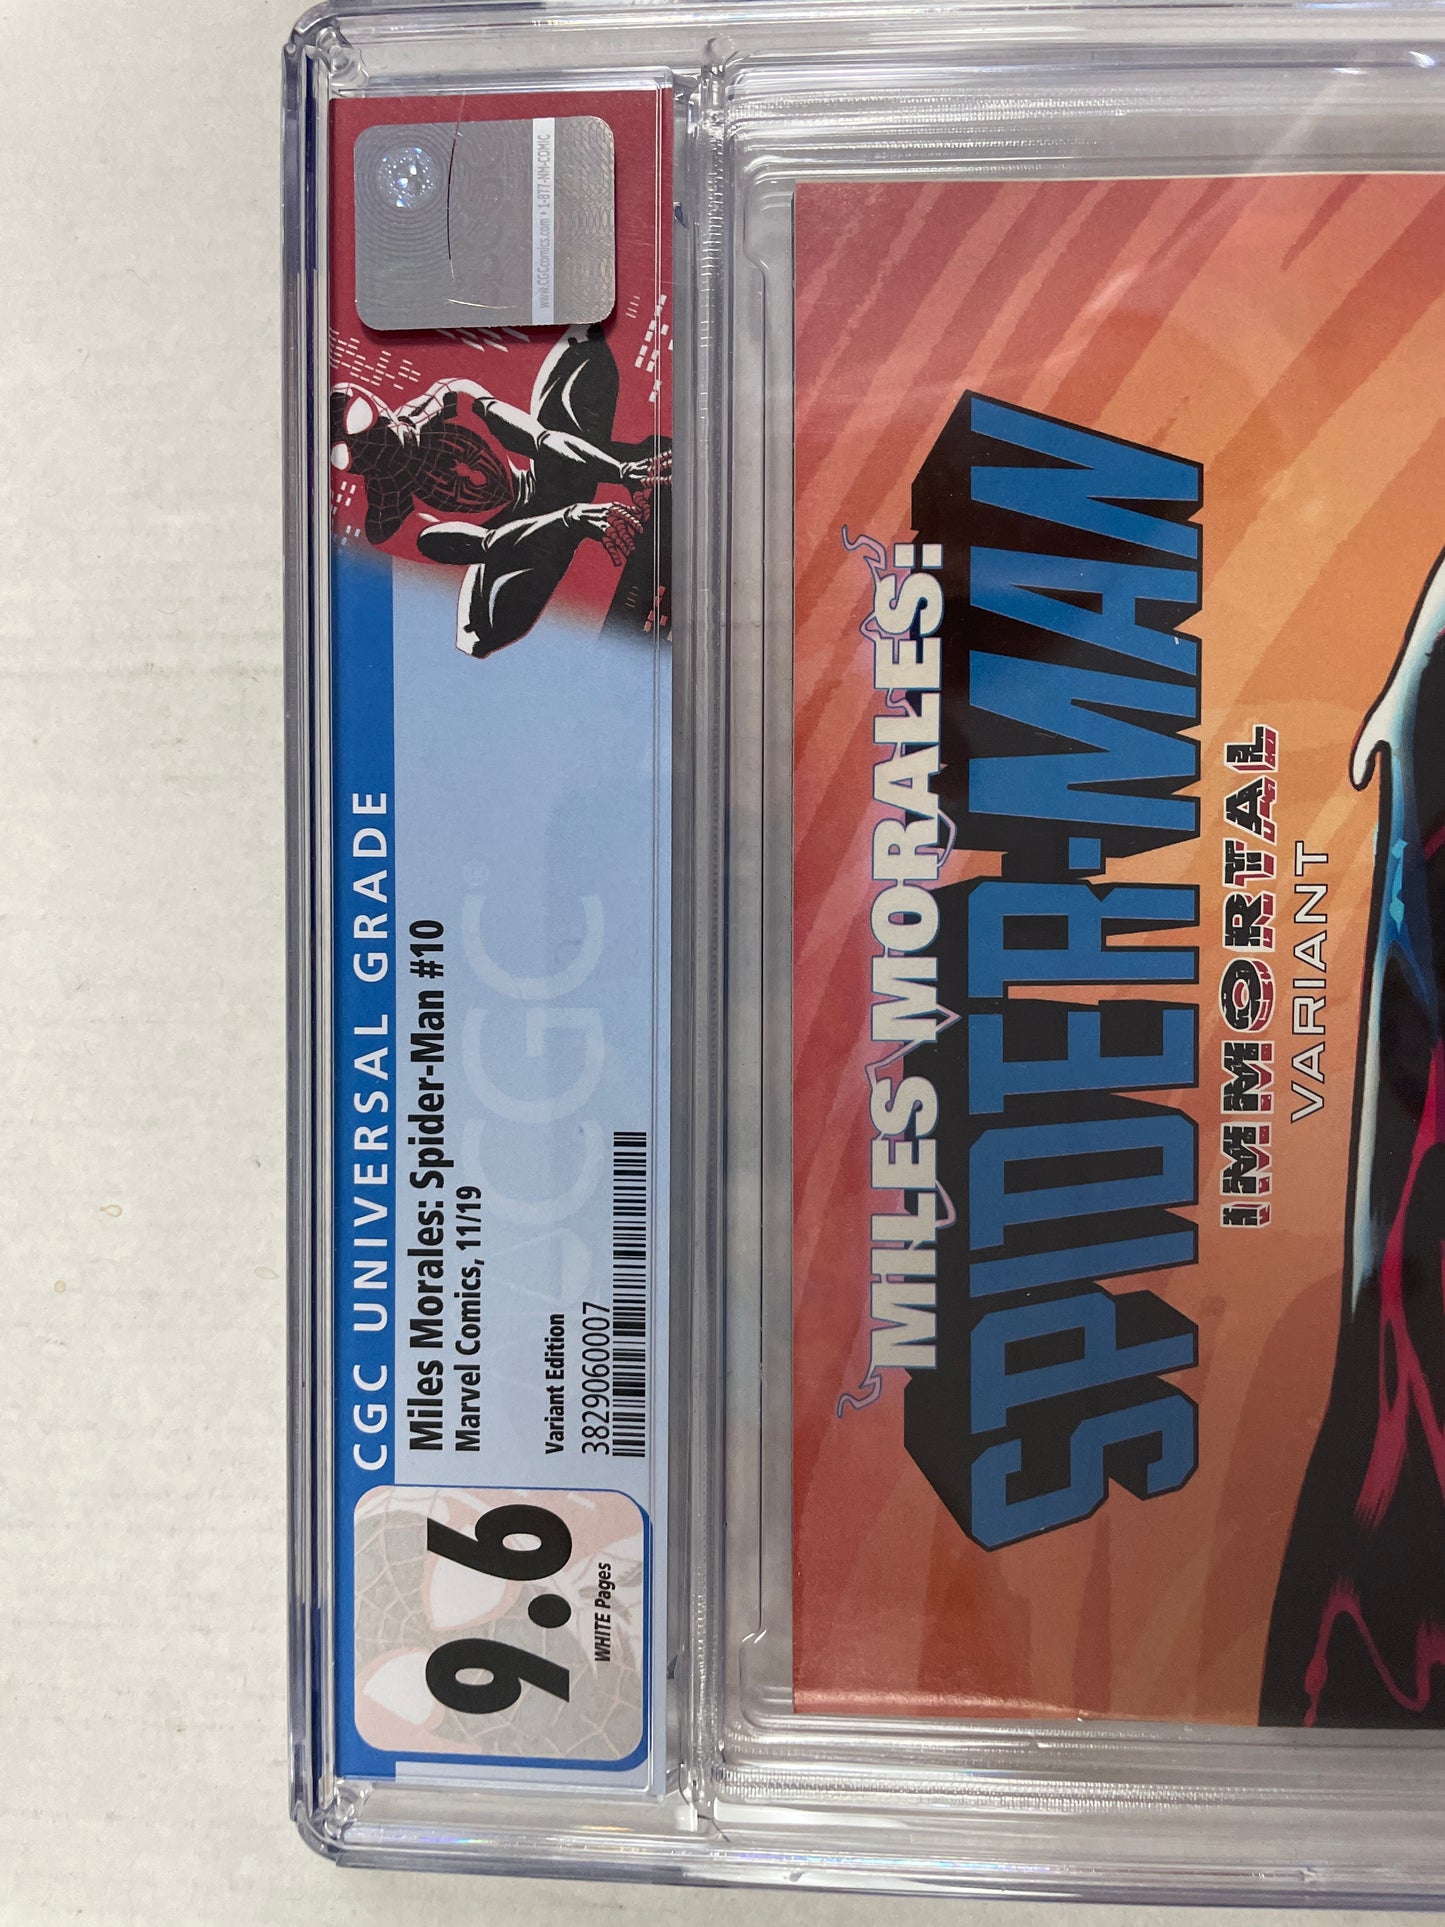 CGC UNIVERSAL GRADE
9.6
WHITE Pages
Miles Morales: Spider-Man #10
Marvel Comics, 11/19
Variant Edition
3829060007
CGC®
www.CGCcomics.com • 1-877-NM-COMIC
MILES MORALES:
SPIDER-MAN
IMMORTAL
VARIANT